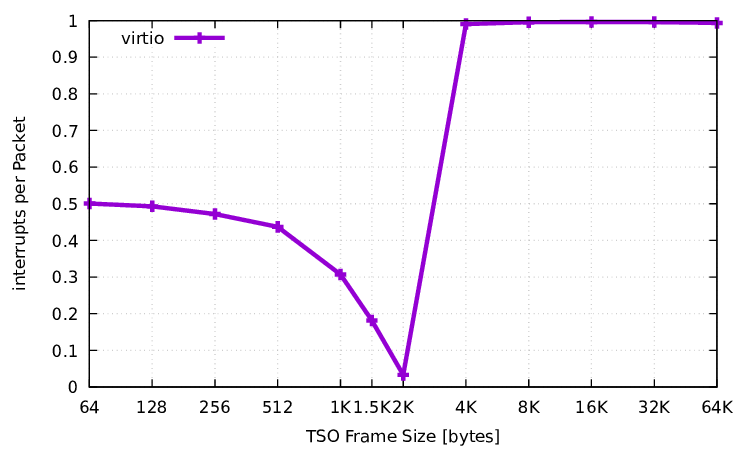 1
virtio
0.9
0.8
0.7
0.6
0.5
0.4
0.3
0.2
0.1
0
interrupts per Packet
64 128 256 512 1K 1.5K 2K 4K 8K 16K 32K 64K
TSO Frame Size [bytes]